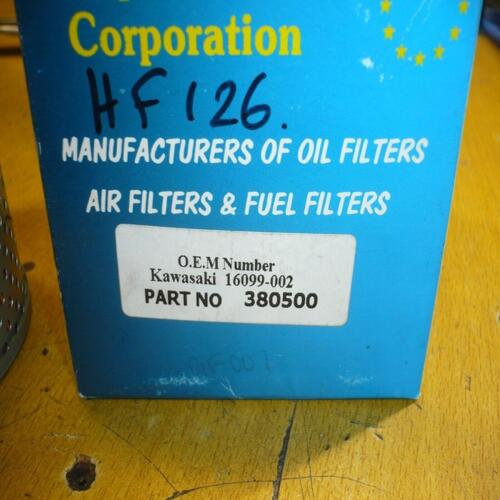 Corporation
HF126.
MANUFACTURERS OF OIL FILTERS
AIR FILTERS & FUEL FILTERS
O.E.M Number
Kawasaki 16099-002
PART NO 380500